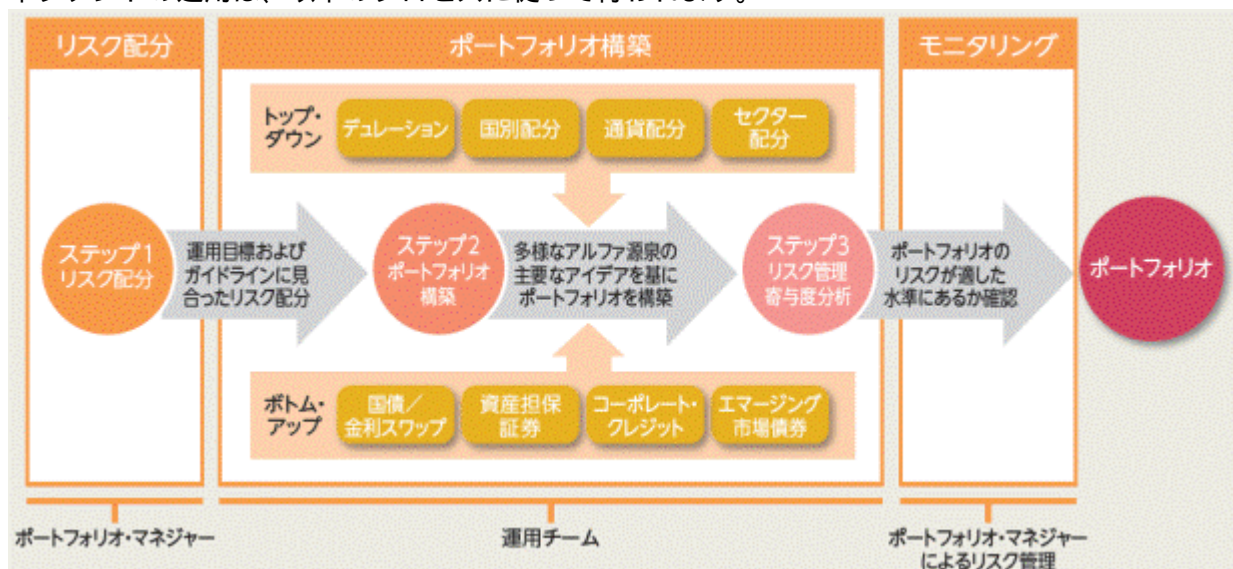 リスク配分
ポートフォリオ構築
モニタリング
トップ・
ダウン
デュレーション
国別配分
通貨配分
セクター
配分
ステップ1
リスク配分
運用目標および
ガイドラインに見
合ったリスク配分
ステップ2
ポートフォリオ
構築
多様なアルファ源泉の
主要なアイデアを基に
ポートフォリオを構築
ステップ3
リスク管理
寄与度分析
ポートフォリオの
リスクが適した
水準にあるか確認
ポートフォリオ
ボトム・
アップ
国債／
金利スワップ
資産担保
証券
コーポレート・
クレジット
エマージング
市場債券
ポートフォリオ・マネジャー
運用チーム
ポートフォリオ・マネジャー
によるリスク管理